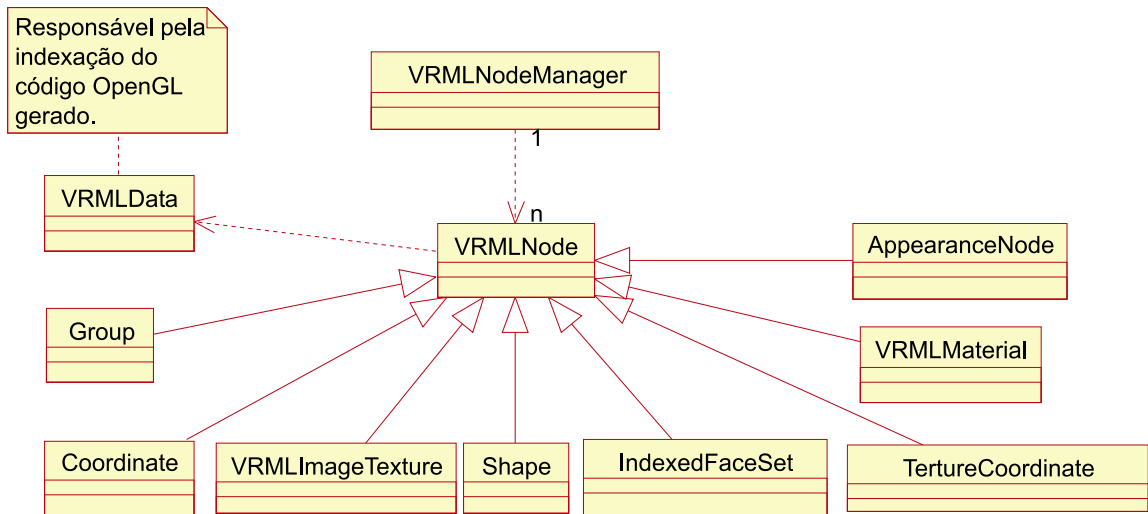 Responsável pela
indexação do
código OpenGL
gerado.
VRMLNodeManager
1
n
VRMLData
VRMLNode
AppearanceNode
Group
VRMLMaterial
Coordinate
VRMLImageTexture
Shape
IndexedFaceSet
TertureCoordinate